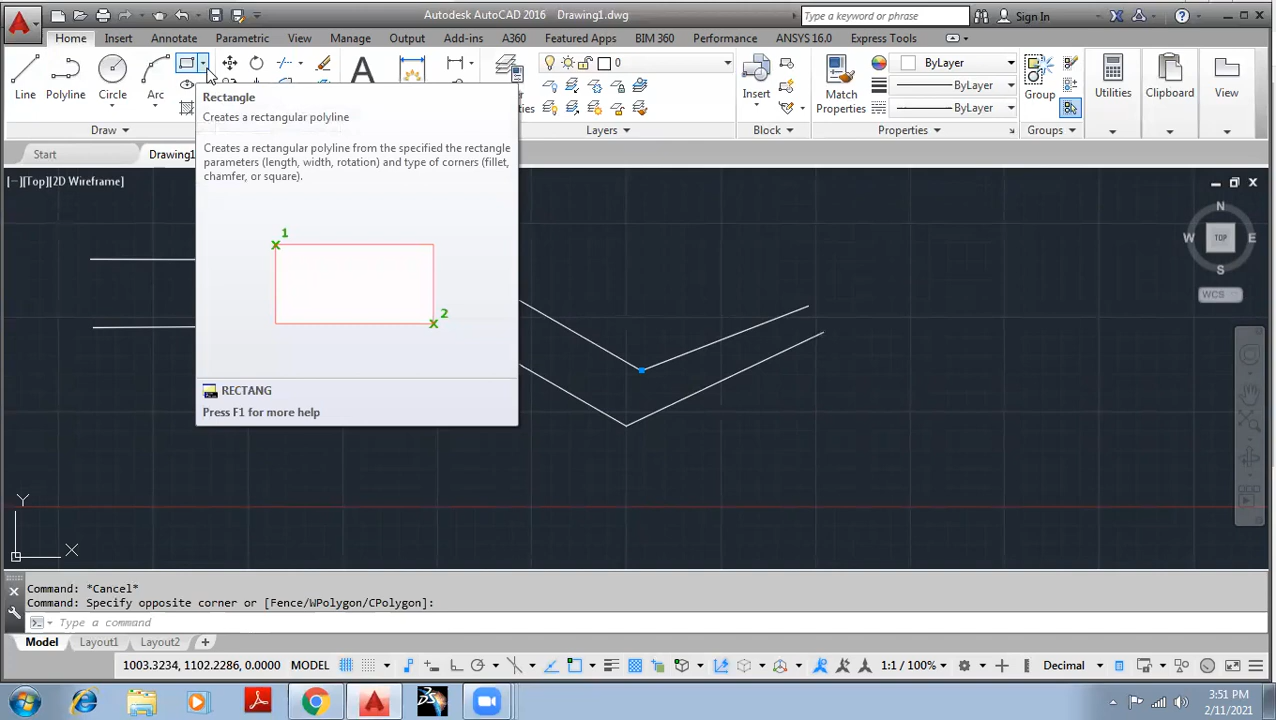 Autodesk AutoCAD 2016 Drawing1.dwg
Type a keyword or phrase
Sign In
Home Insert Annotate Parametric View Manage Output Add-ins A360 Featured Apps BIM 360 Performance ANSYS 16.0 Express Tools
Line Polyline Circle Arc
Draw
0
Layers
Insert
Block
Match
Properties
ByLayer
ByLayer
ByLayer
Properties
Group
Groups
Utilities
Clipboard
View
Start
Drawing1
[−][Top][2D Wireframe]
Rectangle
Creates a rectangular polyline
Creates a rectangular polyline from the specified the rectangle
parameters (length, width, rotation) and type of corners (fillet,
chamfer, or square).
1
2
RECTANG
Press F1 for more help
N
W TOP E
S
WCS
Y
X
Command: *Cancel*
Command: Specify opposite corner or [Fence/WPolygon/CPolygon]:
Type a command
Model Layout1 Layout2 +
1003.3234, 1102.2286, 0.0000 MODEL 1:1 / 100% Decimal
3:51 PM
2/11/2021